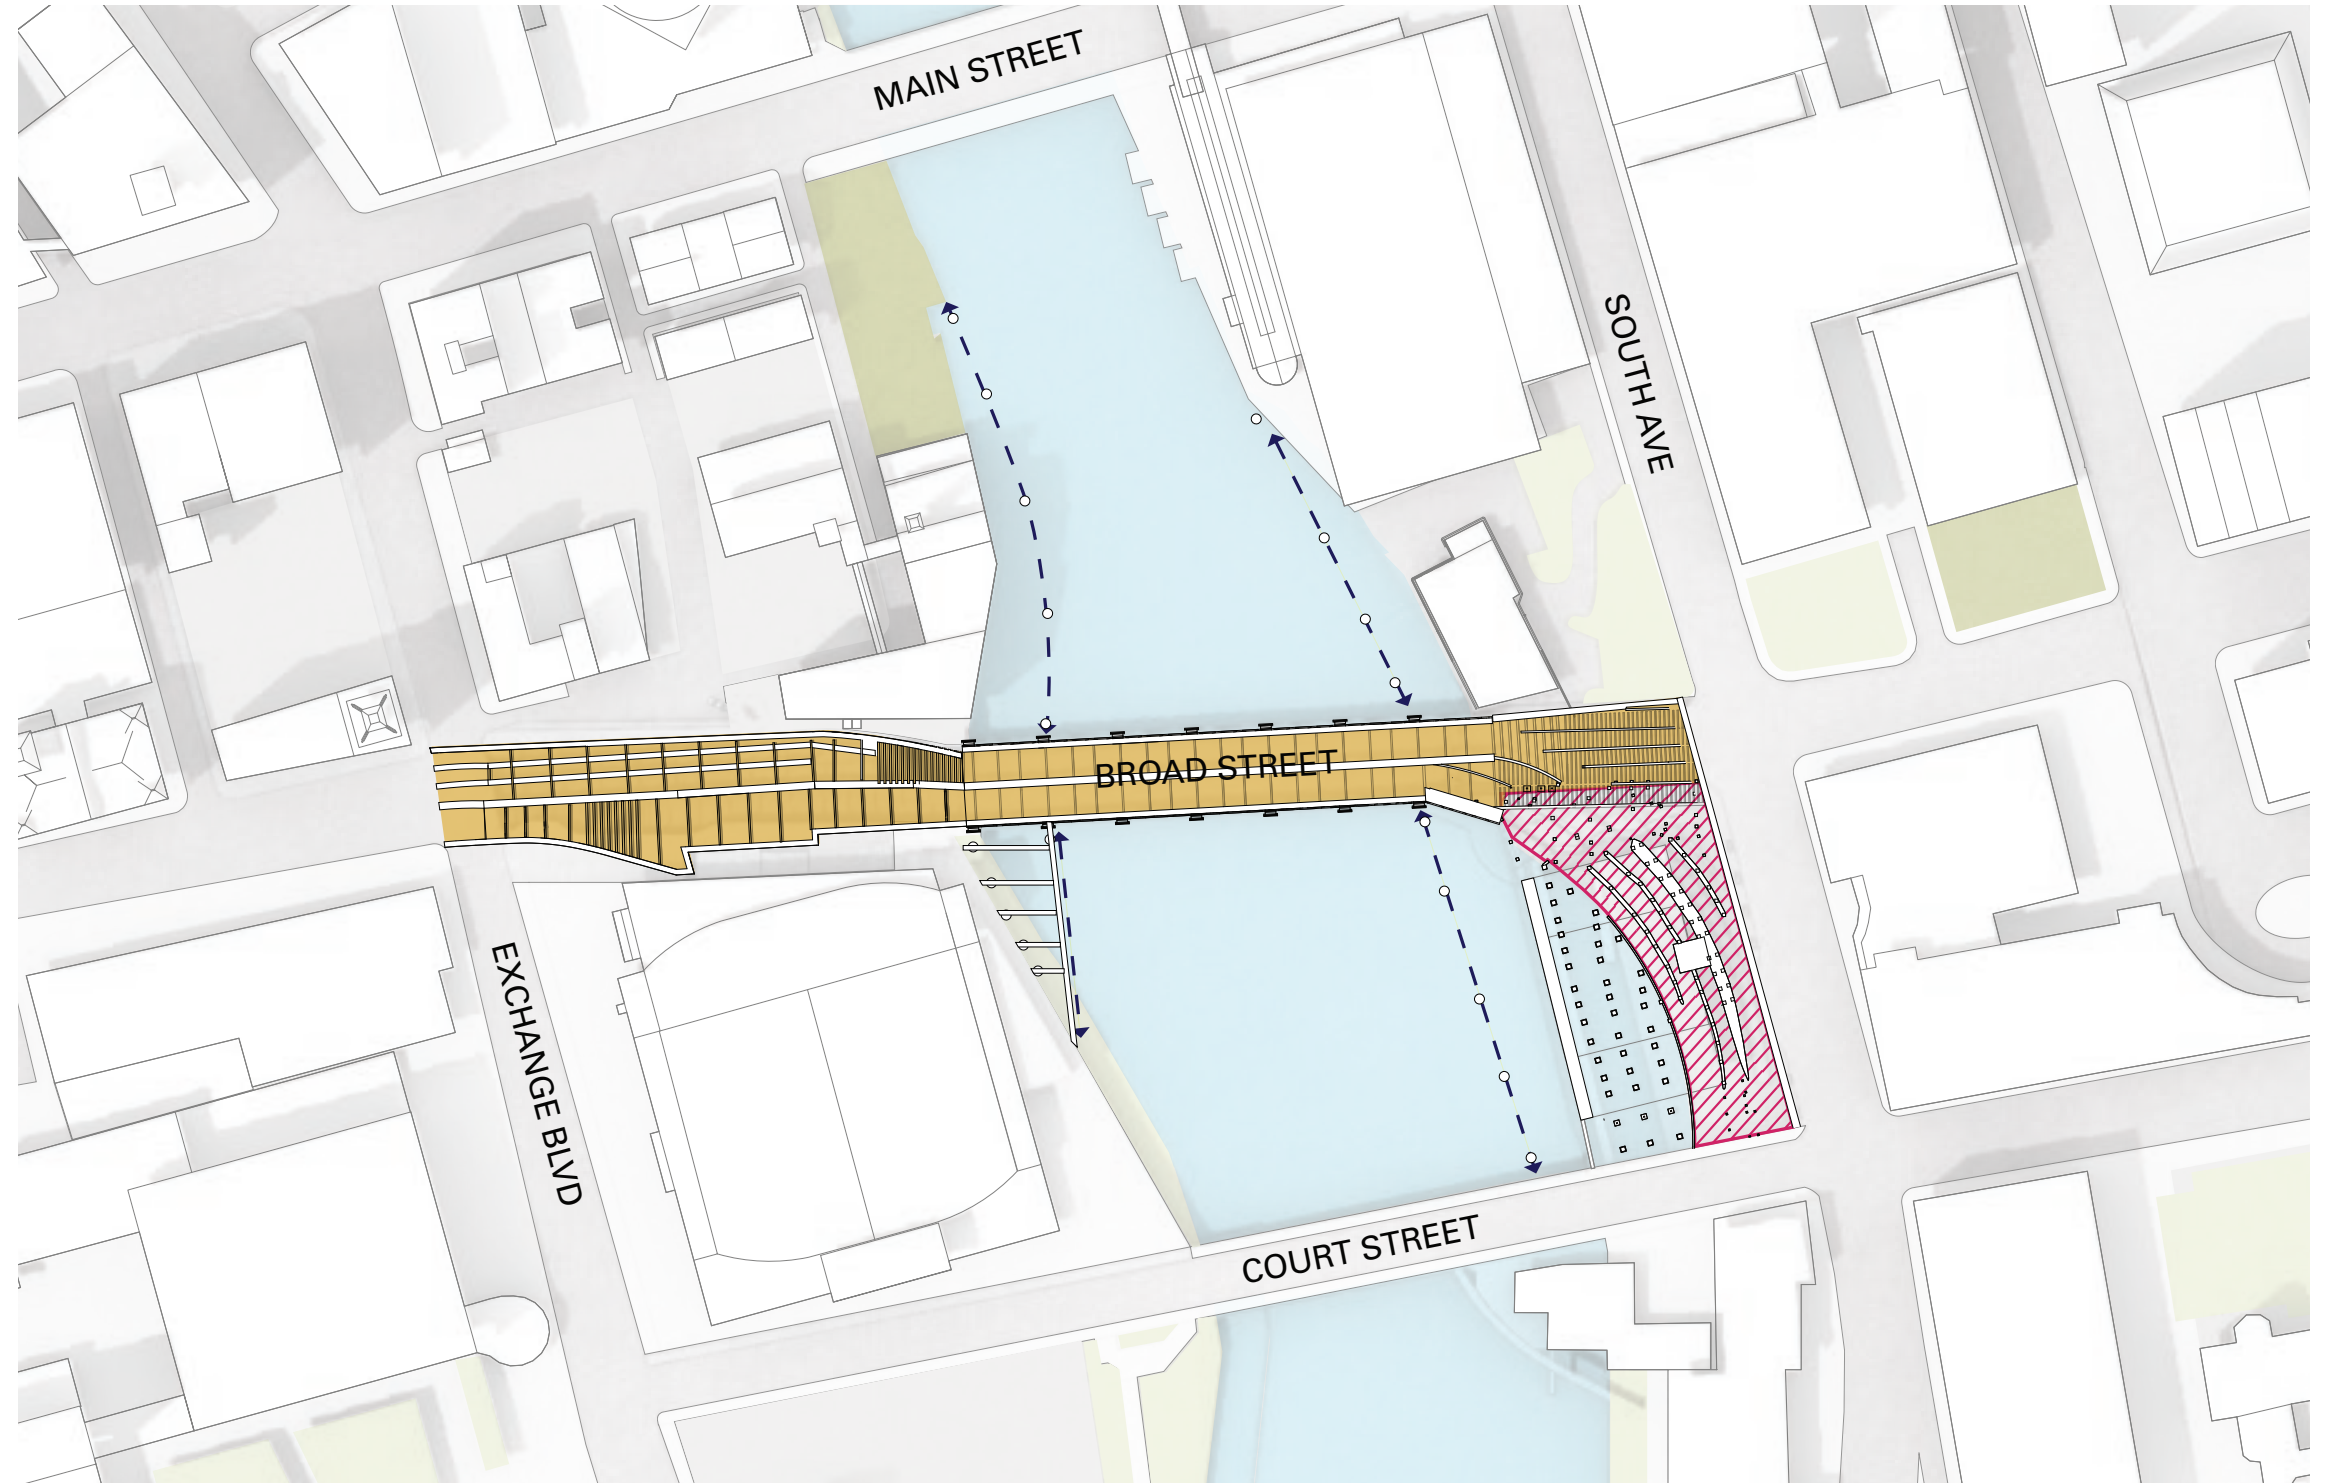 MAIN STREET
SOUTH AVE
BROAD STREET
EXCHANGE BLVD
COURT STREET